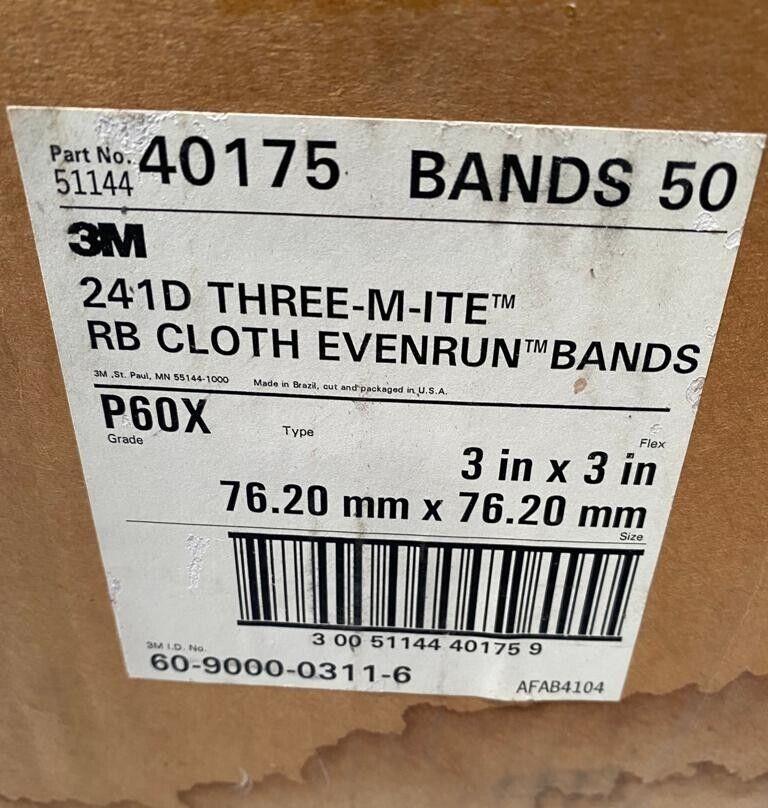 Part No. 40175 BANDS 50
51144
3M
241D THREE-M-ITE™
RB CLOTH EVENRUN™ BANDS
3M ,St. Paul, MN 55144-1000 Made in Brazil, cut and packaged in U.S.A.
P60X
Grade Type Flex
3 in x 3 in
76.20 mm x 76.20 mm
Size
3 00 51144 40175 9
3M I.D. No.
60-9000-0311-6
AFAB4104